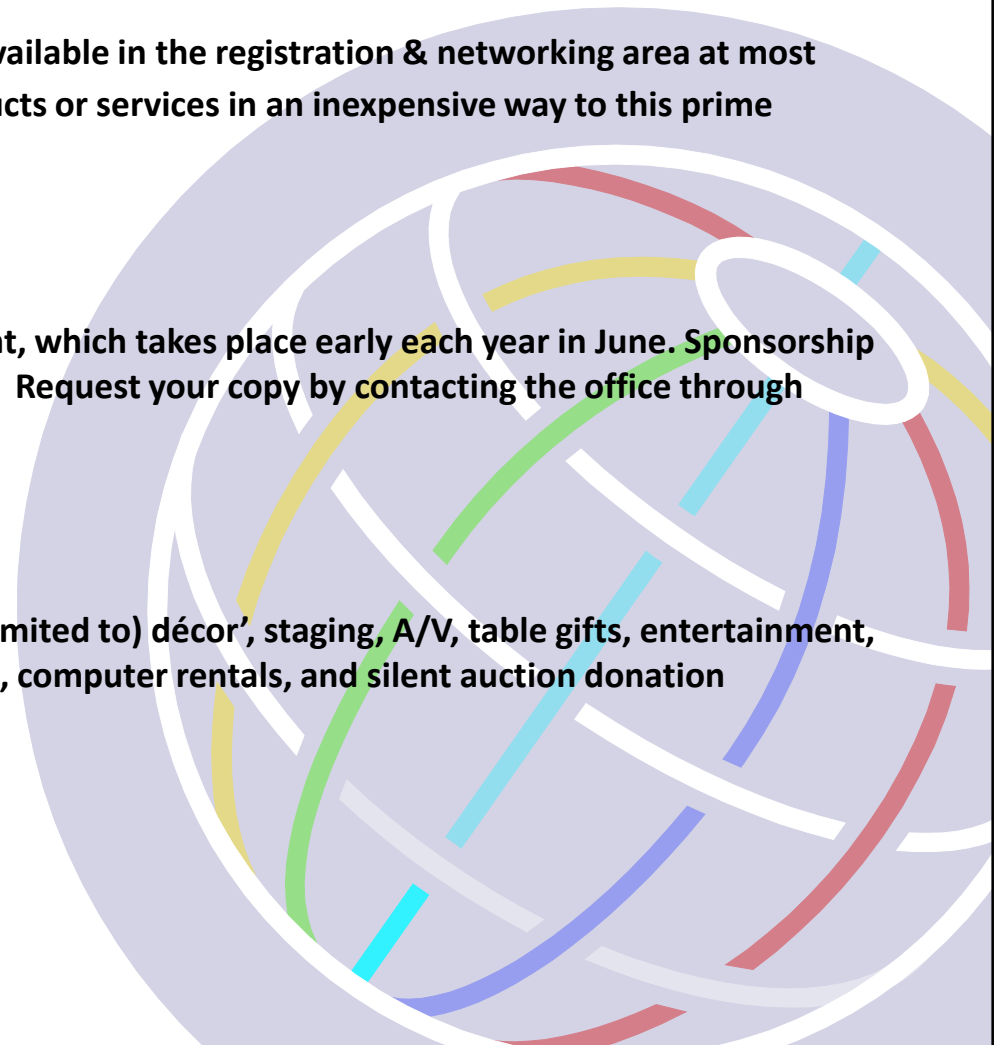 vailable in the registration & networking area at most
ucts or services in an inexpensive way to this prime
nt, which takes place early each year in June. Sponsorship
Request your copy by contacting the office through
mited to) décor’, staging, A/V, table gifts, entertainment,
, computer rentals, and silent auction donation